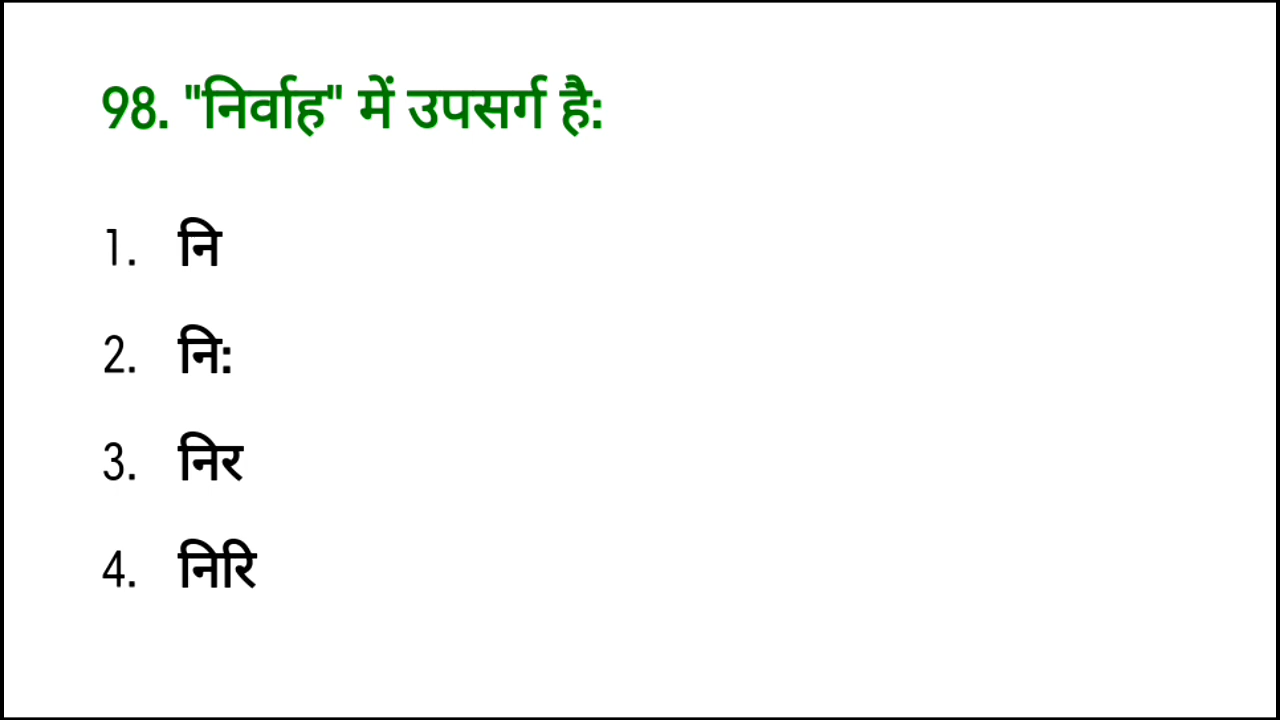 98. "निर्वाह" में उपसर्ग है:
1. नि
2. नि:
3. निर
4. निरि